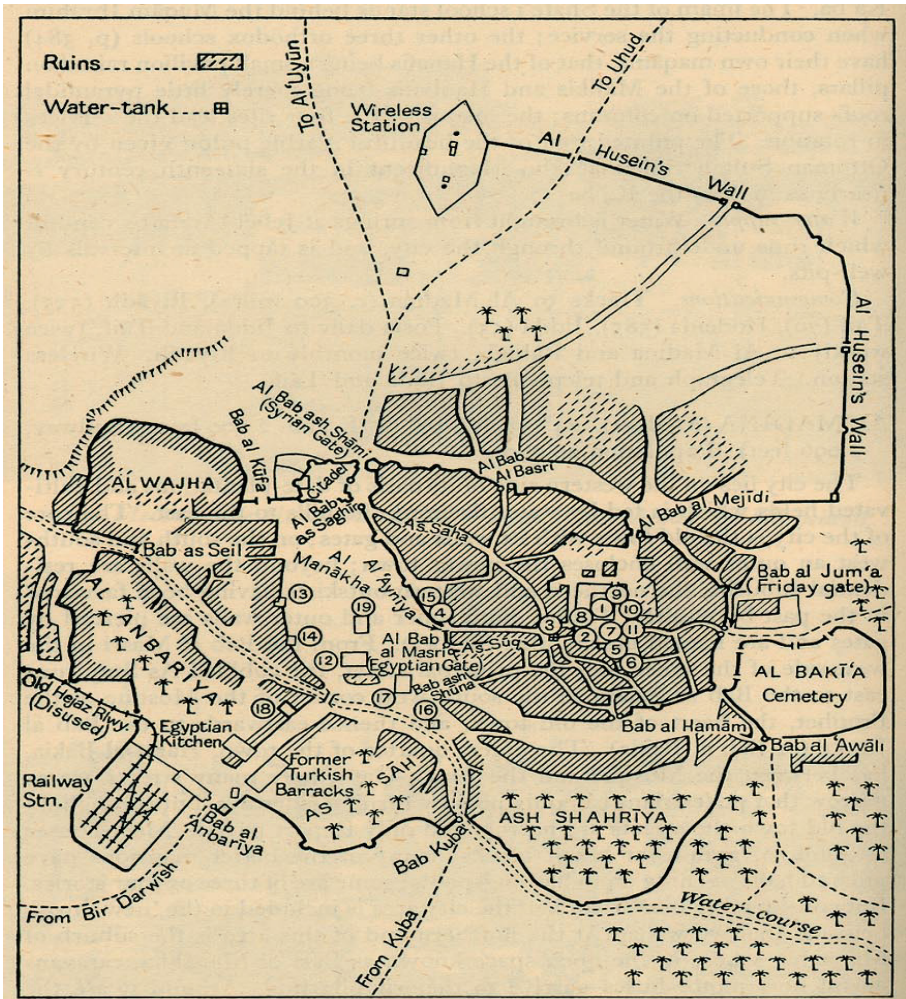 Ruins
Water-tank
To Al 'Uyūn
to Uhud
Wireless
Station
Al Husein's Wall
Al Husein's Wall
Al Bab ash Shāmi
(Syrian Gate)
Bab al Kūfa
Citadel
Al Bab
as Saghir
Al Bab
Al Basri
Al Bab al Mejīdi
AL WAJHA
Bab as Seil
As Saha
Al
Manākha
Al 'Aynīya
Bab al Jum'a
(Friday gate)
AL 'ANBARIYA
13
19
15
4
14
12
3
8
9
1
10
2
7
11
5
6
Al Bab
al Masri
(Egyptian Gate)
As Sūq
Bab ash
Shūna
17
16
18
AL BAKĪ'A
Cemetery
Old Hejaz Rlwy.
(Disused)
Egyptian
Kitchen
Bab al Hamām
Bab al 'Awāli
Former
Turkish
Barracks
AS SĀH
Railway
Stn.
Bab al
Anbarīya
ASH SHAHRĪYA
Bab Kuba
From Bir Darwish
From Kuba
Water-course